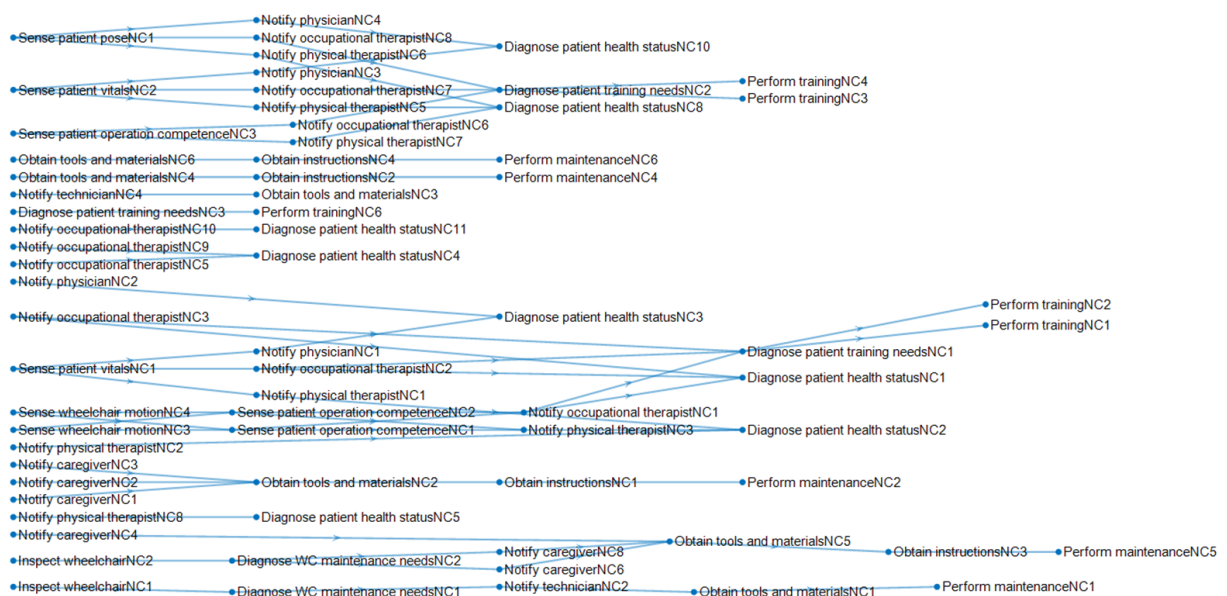 Notify physicianNC4
Sense patient poseNC1 Notify occupational therapistNC8
Diagnose patient health statusNC10
Notify physical therapistNC6
Notify physicianNC3
Perform trainingNC4
Sense patient vitalsNC2 Notify occupational therapistNC7 Diagnose patient training needsNC2
Perform trainingNC3
Notify physical therapistNC5 Diagnose patient health statusNC8
Notify occupational therapistNC6
Sense patient operation competenceNC3
Notify physical therapistNC7
Obtain tools and materialsNC6 Obtain instructionsNC4 Perform maintenanceNC6
Obtain tools and materialsNC4 Obtain instructionsNC2 Perform maintenanceNC4
Notify technicianNC4 Obtain tools and materialsNC3
Diagnose patient training needsNC3 Perform trainingNC6
Notify occupational therapistNC10 Diagnose patient health statusNC11
Notify occupational therapistNC9
Diagnose patient health statusNC4
Notify occupational therapistNC5
Notify physicianNC2
Perform trainingNC2
Notify occupational therapistNC3 Diagnose patient health statusNC3
Perform trainingNC1
Notify physicianNC1 Diagnose patient training needsNC1
Sense patient vitalsNC1 Notify occupational therapistNC2
Diagnose patient health statusNC1
Notify physical therapistNC1
Sense wheelchair motionNC4 Sense patient operation competenceNC2 Notify occupational therapistNC1
Sense wheelchair motionNC3 Sense patient operation competenceNC1 Notify physical therapistNC3 Diagnose patient health statusNC2
Notify physical therapistNC2
Notify caregiverNC3
Notify caregiverNC2 Obtain tools and materialsNC2 Obtain instructionsNC1 Perform maintenanceNC2
Notify caregiverNC1
Notify physical therapistNC8 Diagnose patient health statusNC5
Notify caregiverNC4
Obtain tools and materialsNC5
Notify caregiverNC8 Obtain instructionsNC3 Perform maintenanceNC5
Inspect wheelchairNC2 Diagnose WC maintenance needsNC2
Notify caregiverNC6
Inspect wheelchairNC1 Notify technicianNC2 Perform maintenanceNC1
Diagnose WC maintenance needsNC1 Obtain tools and materialsNC1